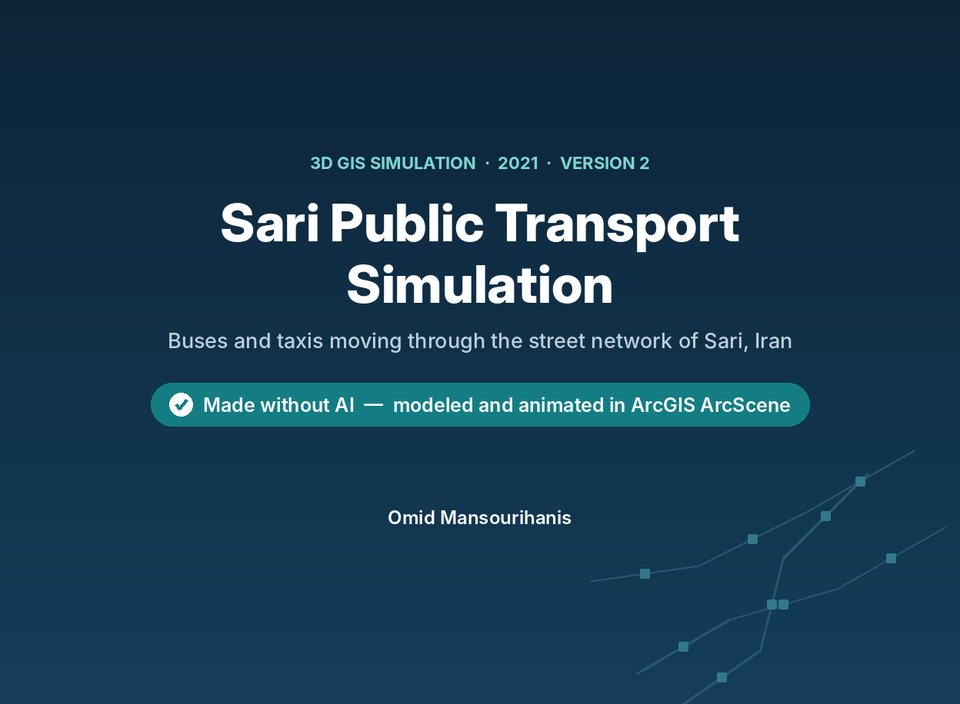 3D GIS SIMULATION · 2021 · VERSION 2
Sari Public Transport
Simulation
Buses and taxis moving through the street network of Sari, Iran
Made without AI — modeled and animated in ArcGIS ArcScene
Omid Mansourihanis